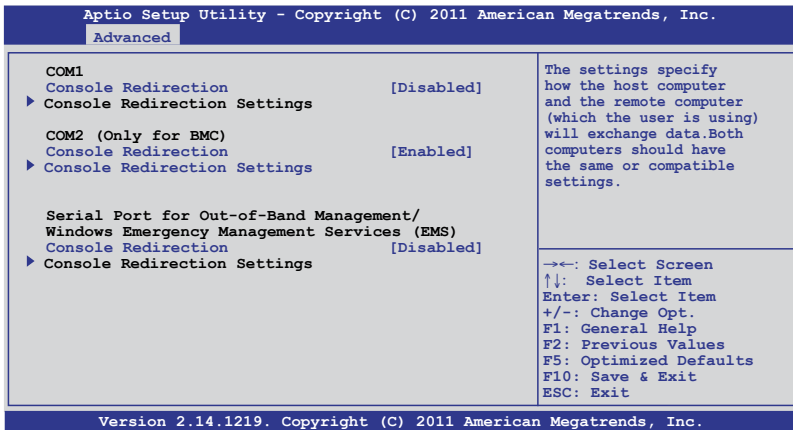 Aptio Setup Utility - Copyright (C) 2011 American Megatrends, Inc.
Advanced
COM1
Console Redirection [Disabled]
Console Redirection Settings
COM2 (Only for BMC)
Console Redirection [Enabled]
Console Redirection Settings
Serial Port for Out-of-Band Management/
Windows Emergency Management Services (EMS)
Console Redirection [Disabled]
Console Redirection Settings
The settings specify
how the host computer
and the remote computer
(which the user is using)
will exchange data.Both
computers should have
the same or compatible
settings.
→←: Select Screen
↑↓: Select Item
Enter: Select Item
+/-: Change Opt.
F1: General Help
F2: Previous Values
F5: Optimized Defaults
F10: Save & Exit
ESC: Exit
Version 2.14.1219. Copyright (C) 2011 American Megatrends, Inc.